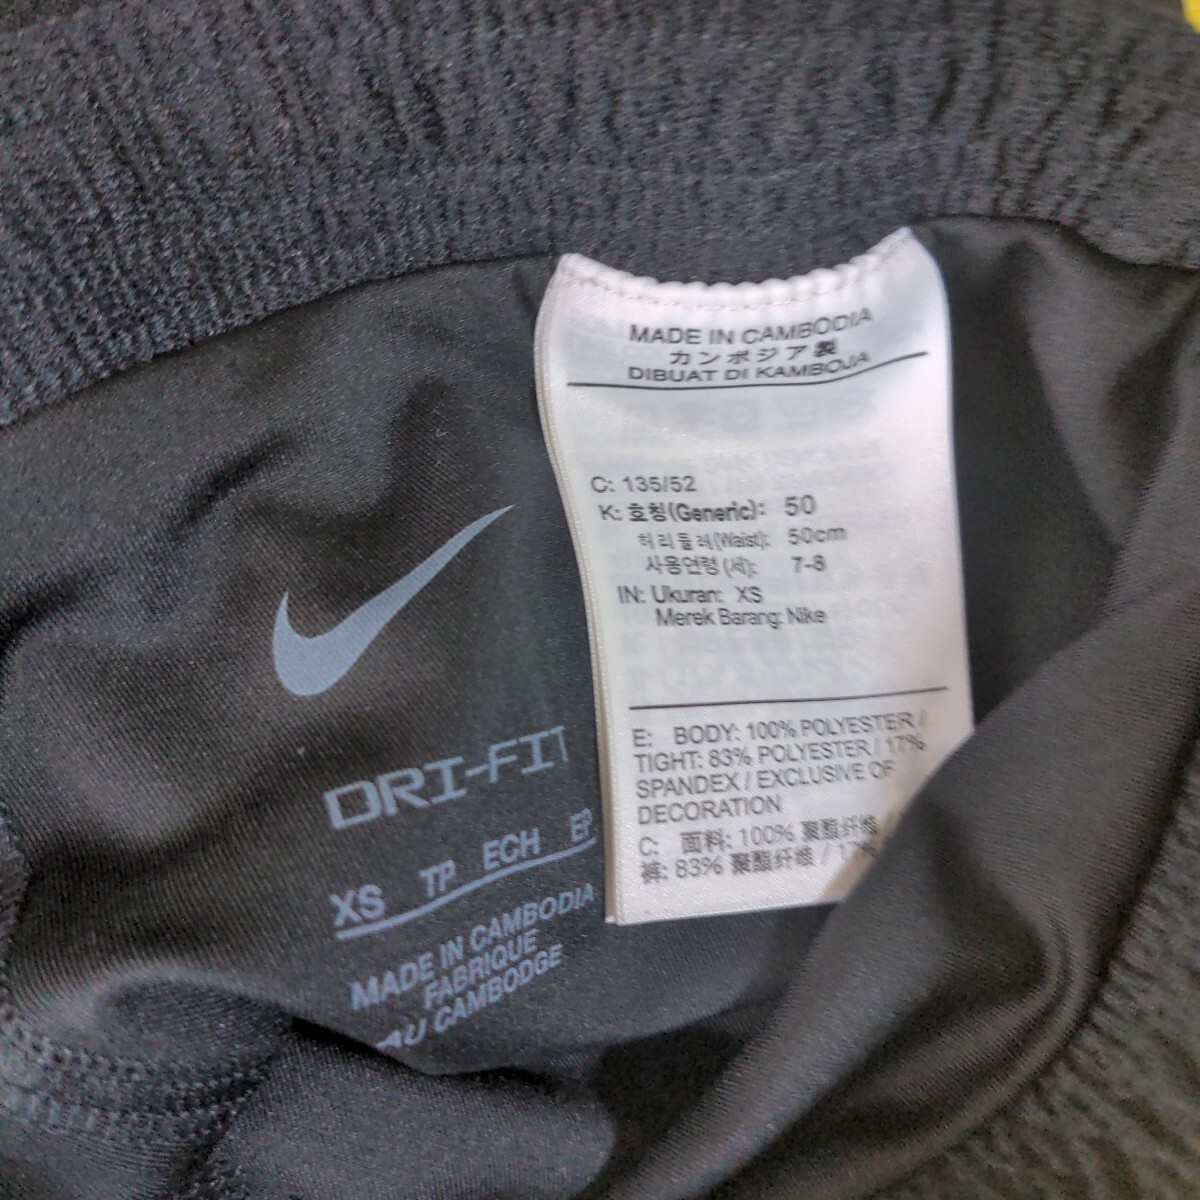 MADE IN CAMBODIA
カンボジア製
DIBUAT DI KAMBOJA
C: 135/52
K: 호칭(Generic): 50
허리둘레(Waist): 50cm
사용연령(세): 7-8
IN: Ukuran: XS
Merek Barang: Nike
E: BODY: 100% POLYESTER /
TIGHT: 83% POLYESTER / 17%
SPANDEX / EXCLUSIVE OF
DECORATION
C: 面料: 100% 聚酯纤维 /
裤: 83% 聚酯纤维 / 17%
DRI-FIT
XS TP ECH EP
MADE IN CAMBODIA
FABRIQUE
AU CAMBODGE